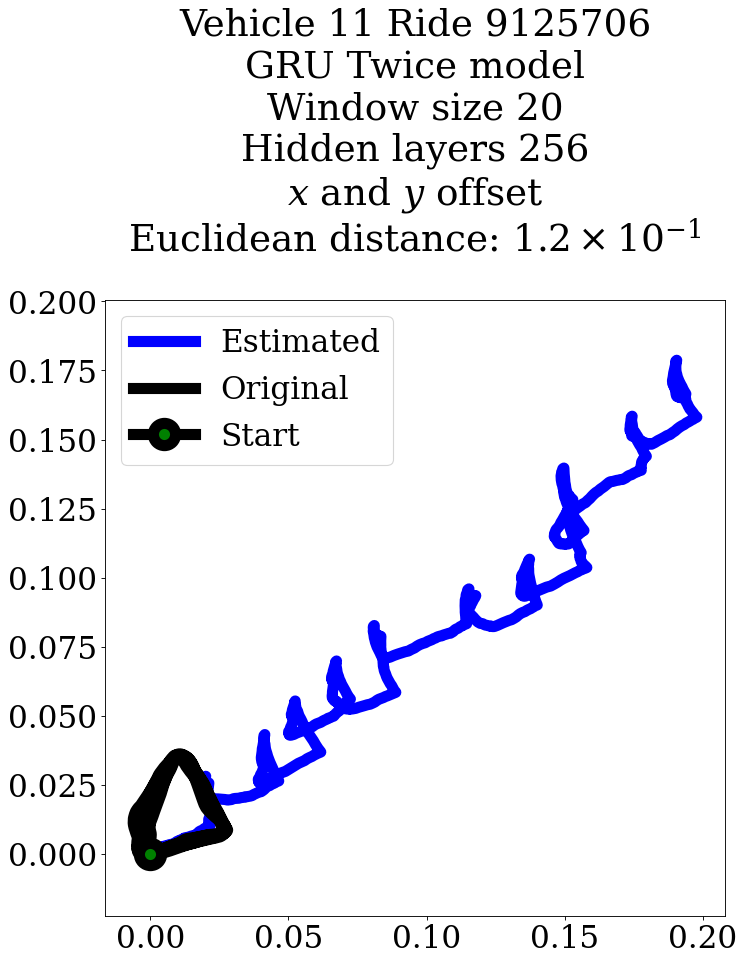 Vehicle 11 Ride 9125706
GRU Twice model
Window size 20
Hidden layers 256
x and y offset
Euclidean distance: 1.2 × 10⁻¹
Estimated
Original
Start
0.200
0.175
0.150
0.125
0.100
0.075
0.050
0.025
0.000
0.00 0.05 0.10 0.15 0.20